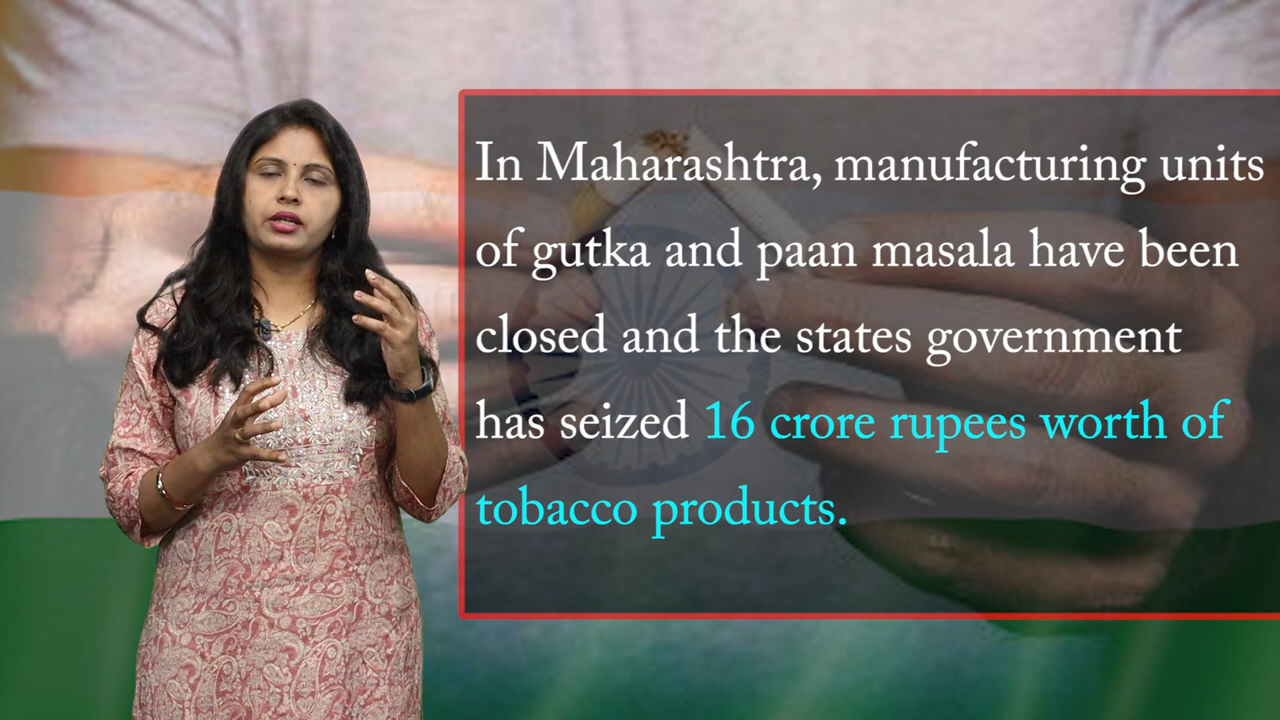 In Maharashtra, manufacturing units
of gutka and paan masala have been
closed and the states government
has seized 16 crore rupees worth of
tobacco products.